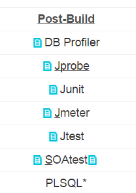 Post-Build
DB Profiler
Jprobe
Junit
Jmeter
Jtest
SOAtest
PLSQL*